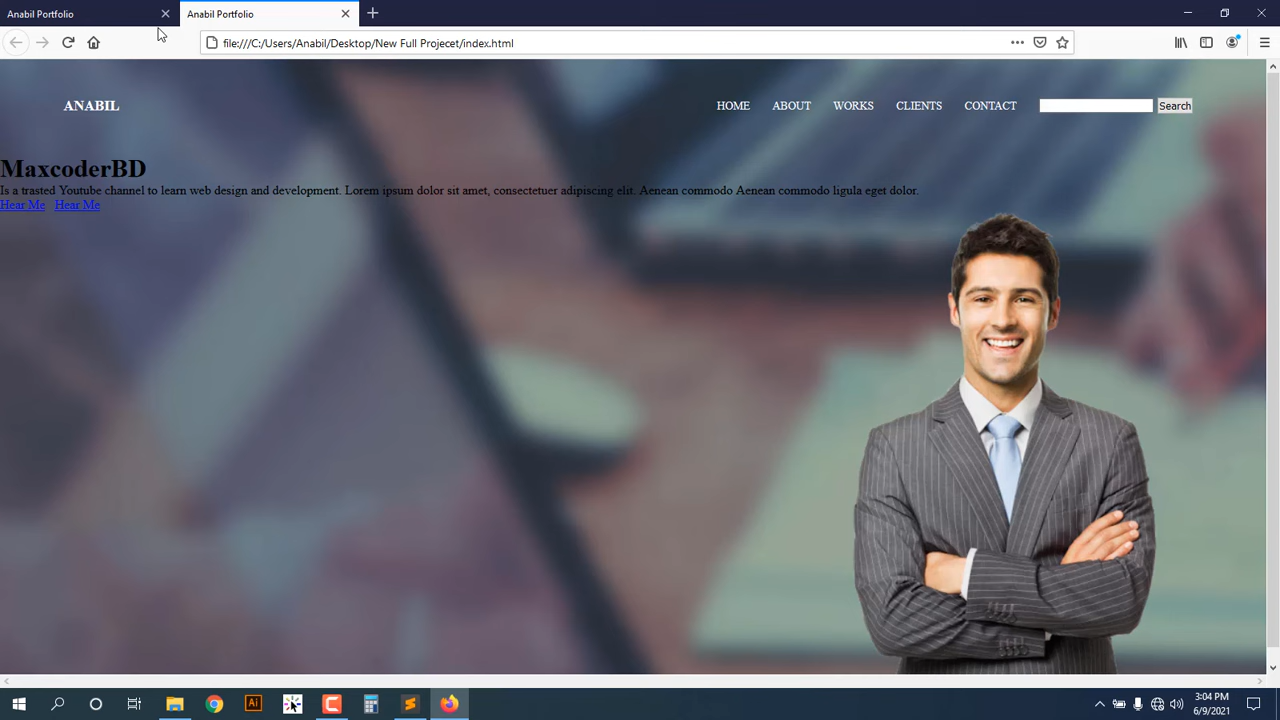 Anabil Portfolio
Anabil Portfolio
file:///C:/Users/Anabil/Desktop/New Full Projecet/index.html
ANABIL
HOME ABOUT WORKS CLIENTS CONTACT Search
MaxcoderBD
Is a trasted Youtube channel to learn web design and development. Lorem ipsum dolor sit amet, consectetuer adipiscing elit. Aenean commodo Aenean commodo ligula eget dolor.
Hear Me Hear Me
Ai
3:04 PM
6/9/2021